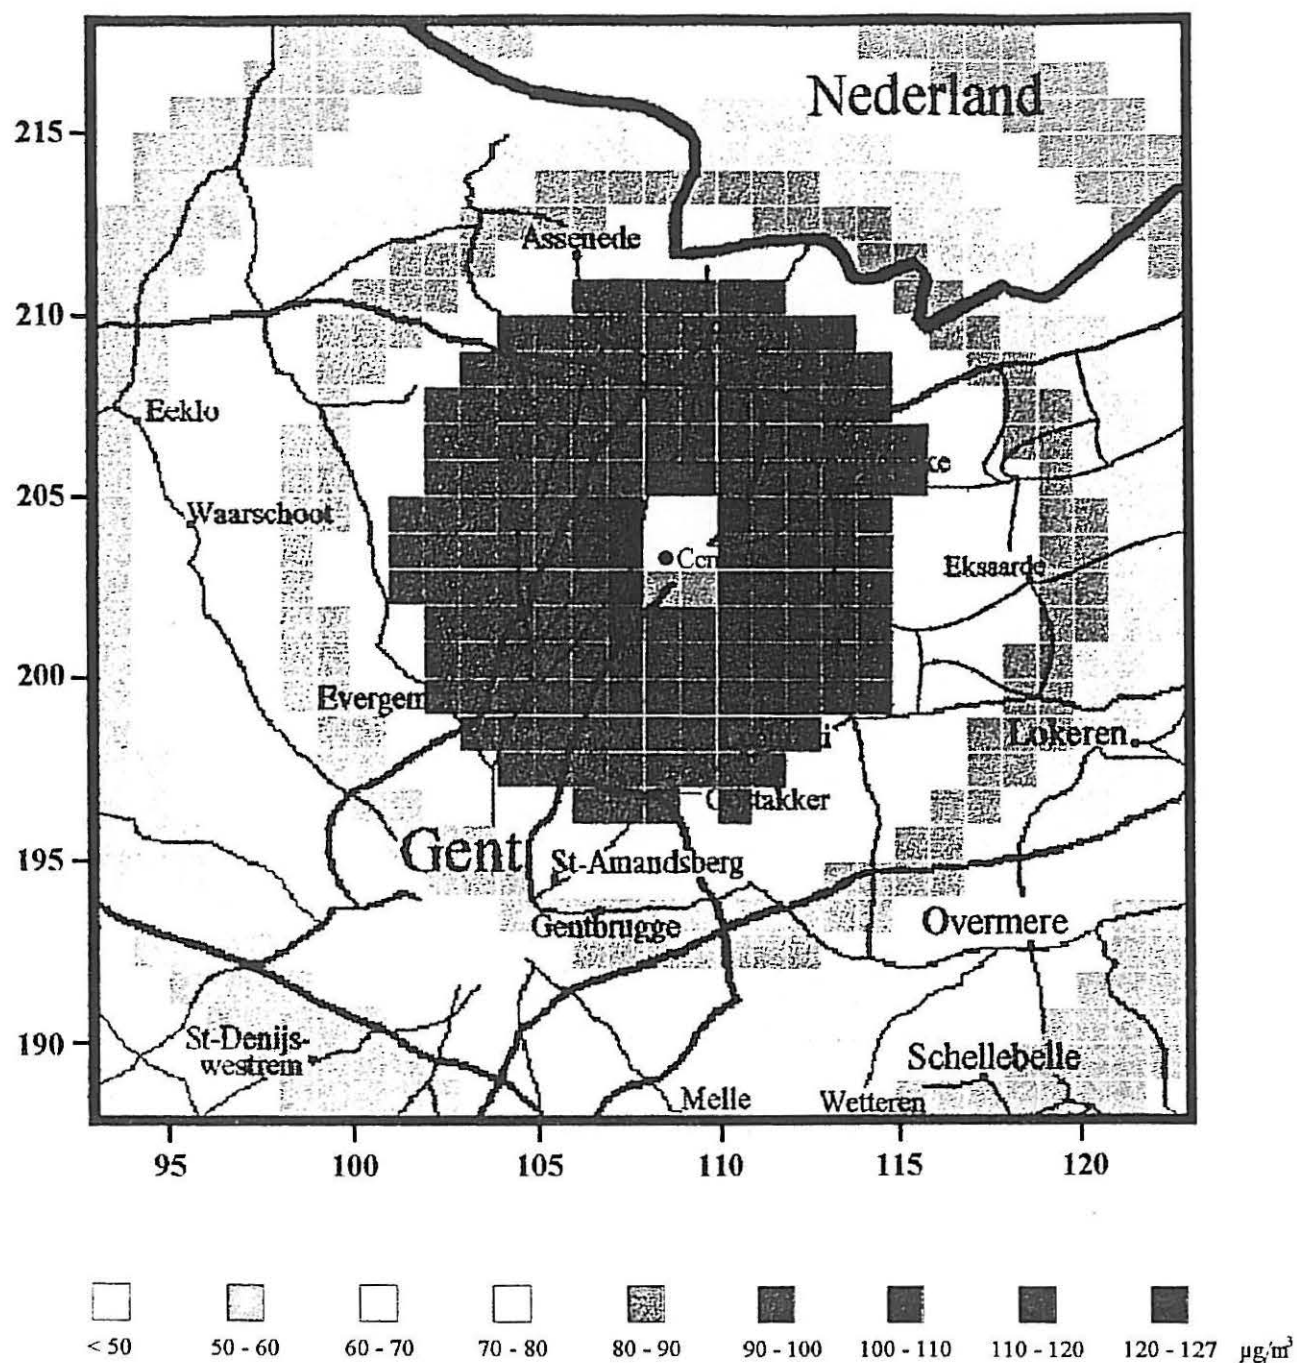 Nederland
215
Assenede
210
Eeklo
ke
205
Waarschoot
Eksaarde
200
Evergem
Lokeren
195
Gent
St-Amandsberg
Overmere
Gentbrugge
190
St-Denijs-
westrem
Schellebelle
Melle
Wetteren
95 100 105 110 115 120
< 50 50 - 60 60 - 70 70 - 80 80 - 90 90 - 100 100 - 110 110 - 120 120 - 127 µg/m³